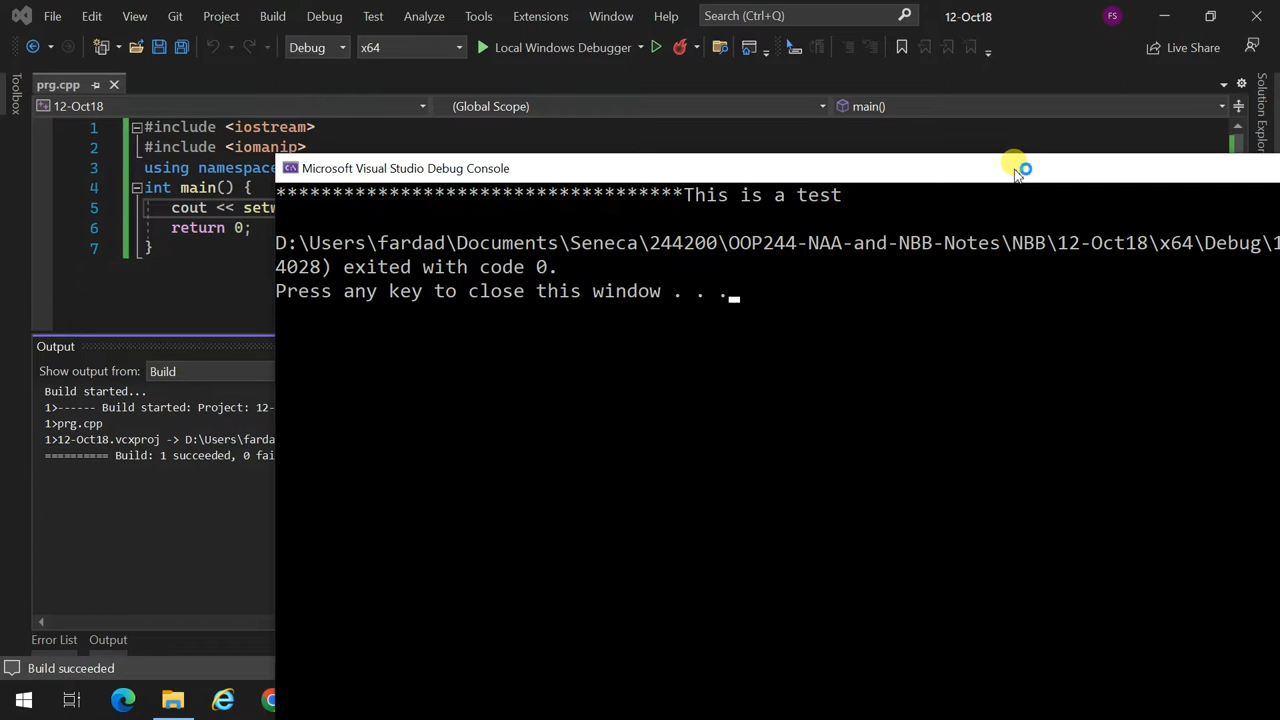 File Edit View Git Project Build Debug Test Analyze Tools Extensions Window Help Search (Ctrl+Q) 12-Oct18 FS
Debug x64 Local Windows Debugger Live Share
Toolbox
prg.cpp
12-Oct18 (Global Scope) main()
1 #include <iostream>
2 #include <iomanip>
3 using namespace
4 int main() {
5 cout << setw
6 return 0;
7 }
Solution Explor
Microsoft Visual Studio Debug Console
************************************This is a test
D:\Users\fardad\Documents\Seneca\244200\OOP244-NAA-and-NBB-Notes\NBB\12-Oct18\x64\Debug\1
4028) exited with code 0.
Press any key to close this window . . .
Output
Show output from: Build
Build started...
1>------ Build started: Project: 12-
1>prg.cpp
1>12-Oct18.vcxproj -> D:\Users\farda
========== Build: 1 succeeded, 0 fai
Error List Output
Build succeeded